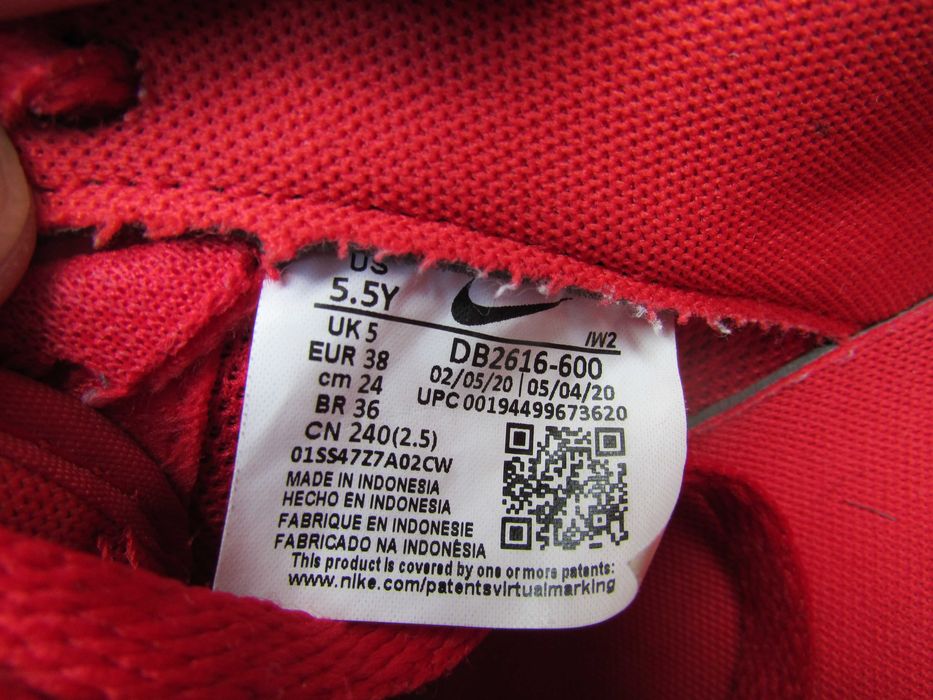 US
5.5Y
UK 5
EUR 38
cm 24
BR 36
CN 240(2.5)
01SS47Z7A02CW
/W2
DB2616-600
02/05/20 | 05/04/20
UPC 00194499673620
MADE IN INDONESIA
HECHO EN INDONESIA
FABRIQUE EN INDONESIE
FABRICADO NA INDONÉSIA
This product is covered by one or more patents:
www.nike.com/patentsvirtualmarking